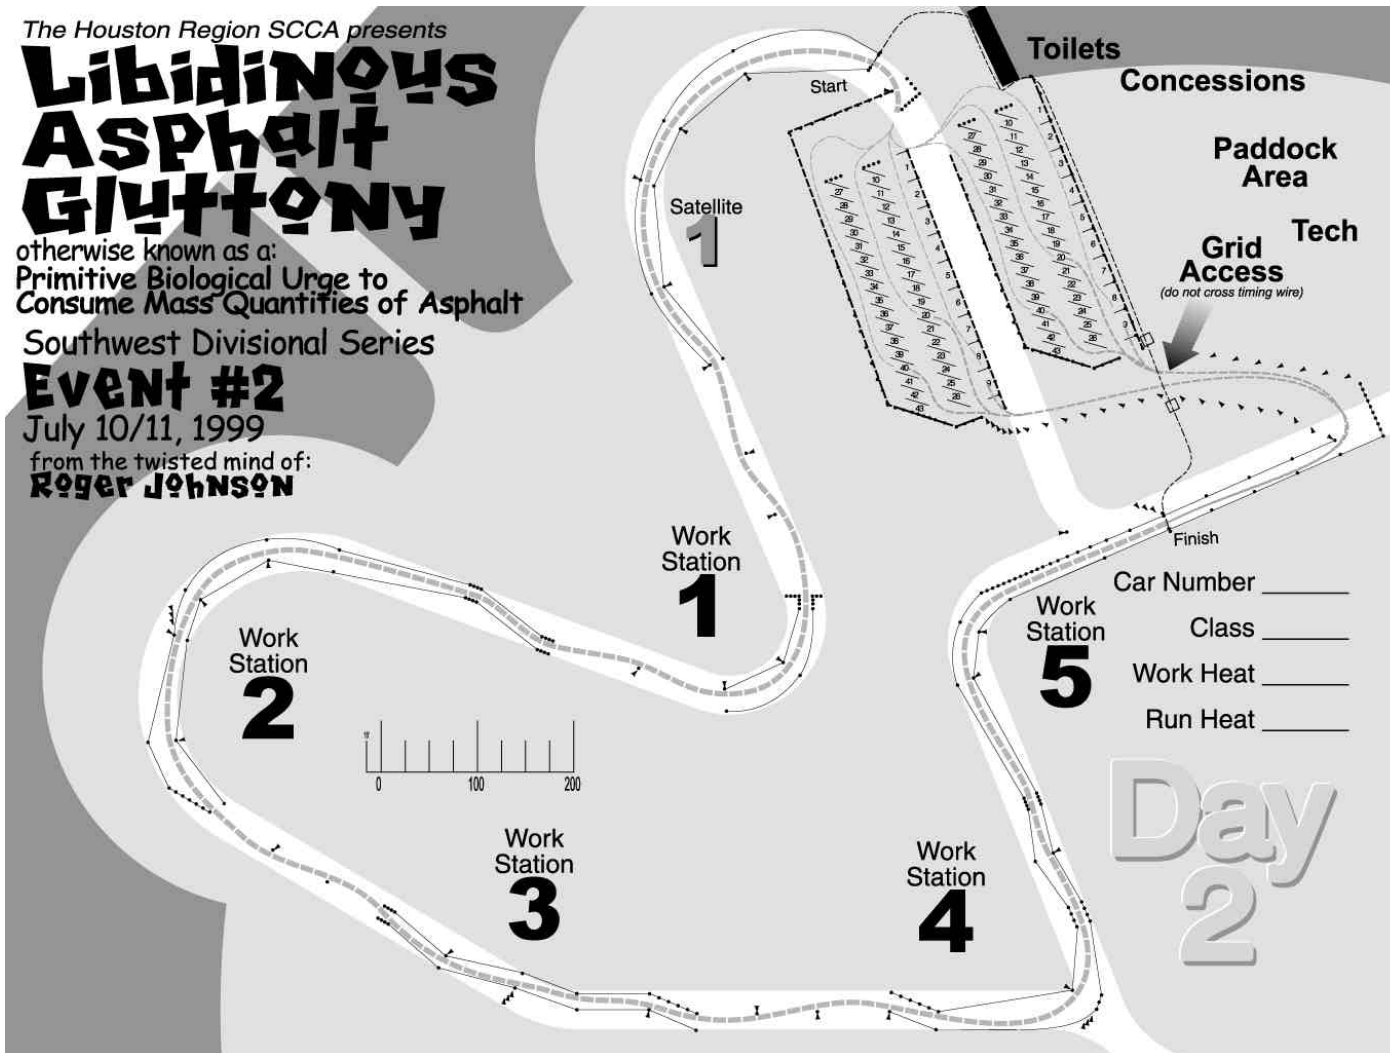 The Houston Region SCCA presents
Libidinous
Asphalt
Gluttony
otherwise known as a:
Primitive Biological Urge to
Consume Mass Quantities of Asphalt
Southwest Divisional Series
Event #2
July 10/11, 1999
from the twisted mind of:
Roger Johnson
Toilets
Concessions
Paddock
Area
Tech
Grid
Access
(do not cross timing wire)
Start
Satellite
1
Work
Station
1
Work
Station
2
0
100
200
Work
Station
3
Work
Station
4
Work
Station
5
Finish
Car Number
Class
Work Heat
Run Heat
Day
2